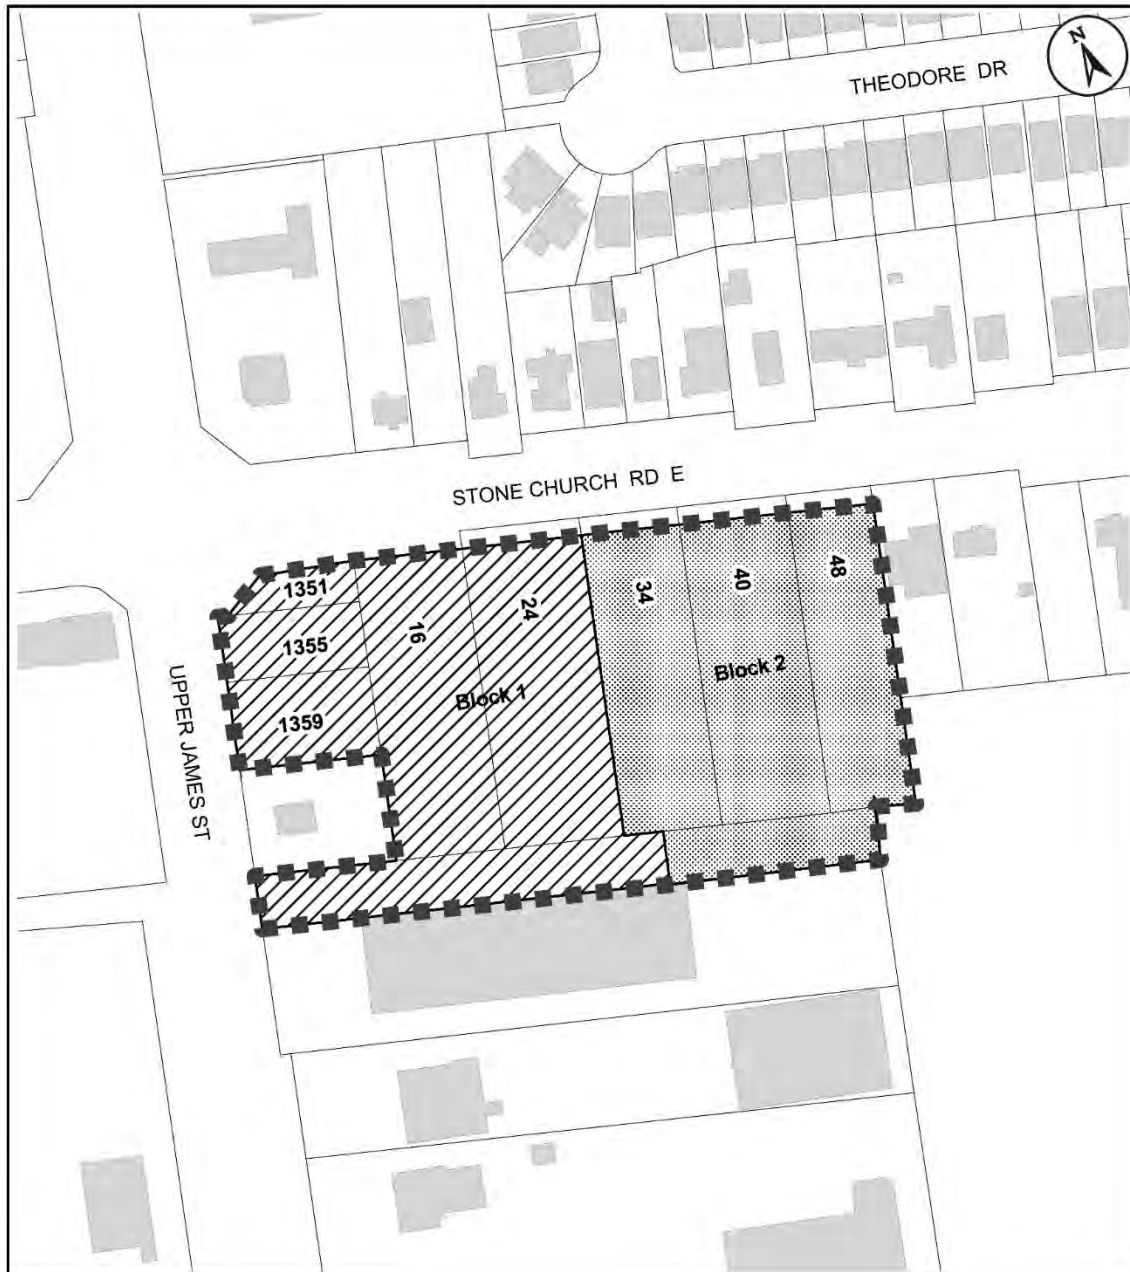 N
THEODORE DR
STONE CHURCH RD E
1351
1355
1359
16
24
34
40
48
Block 1
Block 2
UPPER JAMES ST